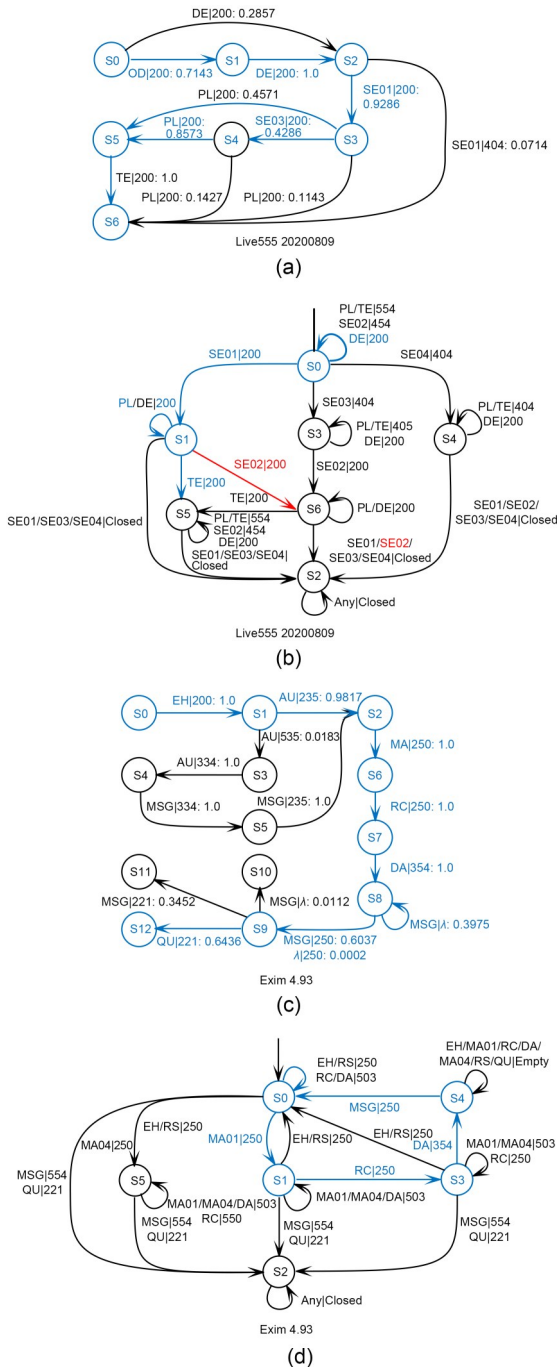 DE|200: 0.2857
S0
S1
S2
OD|200: 0.7143
DE|200: 1.0
SE01|200:
0.9286
PL|200: 0.4571
PL|200:
0.8573
SE03|200:
0.4286
S5
S4
S3
SE01|404: 0.0714
TE|200: 1.0
PL|200: 0.1427
PL|200: 0.1143
S6
Live555 20200809
(a)
PL/TE|554
SE02|454
DE|200
SE01|200
S0
SE04|404
SE03|404
PL/DE|200
S1
S3
PL/TE|405
DE|200
S4
PL/TE|404
DE|200
SE02|200
SE02|200
TE|200
TE|200
S6
PL/DE|200
S5
PL/TE|554
SE02|454
DE|200
SE01/SE03/SE04|Closed
SE01/SE03/SE04|
Closed
SE01/SE02/
SE03/SE04|Closed
SE01/SE02/
SE03/SE04|Closed
S2
Any|Closed
Live555 20200809
(b)
EH|200: 1.0
AU|235: 0.9817
S0
S1
S2
AU|535: 0.0183
MA|250: 1.0
S4
AU|334: 1.0
S3
S6
MSG|334: 1.0
MSG|235: 1.0
S5
RC|250: 1.0
S7
DA|354: 1.0
S11
S10
S8
MSG|221: 0.3452
MSG|λ: 0.0112
MSG|λ: 0.3975
S12
S9
QU|221: 0.6436
MSG|250: 0.6037
λ|250: 0.0002
Exim 4.93
(c)
EH/RS|250
RC/DA|503
EH/MA01/RC/DA/
MA04/RS/QU|Empty
S0
S4
MSG|250
EH/RS|250
EH/RS|250
MA04|250
MA01|250
EH/RS|250
DA|354
MSG|554
QU|221
S5
S1
RC|250
S3
MA01/MA04|503
RC|250
MA01/MA04/DA|503
RC|550
MA01/MA04/DA|503
MSG|554
QU|221
MSG|554
QU|221
MSG|554
QU|221
S2
Any|Closed
Exim 4.93
(d)